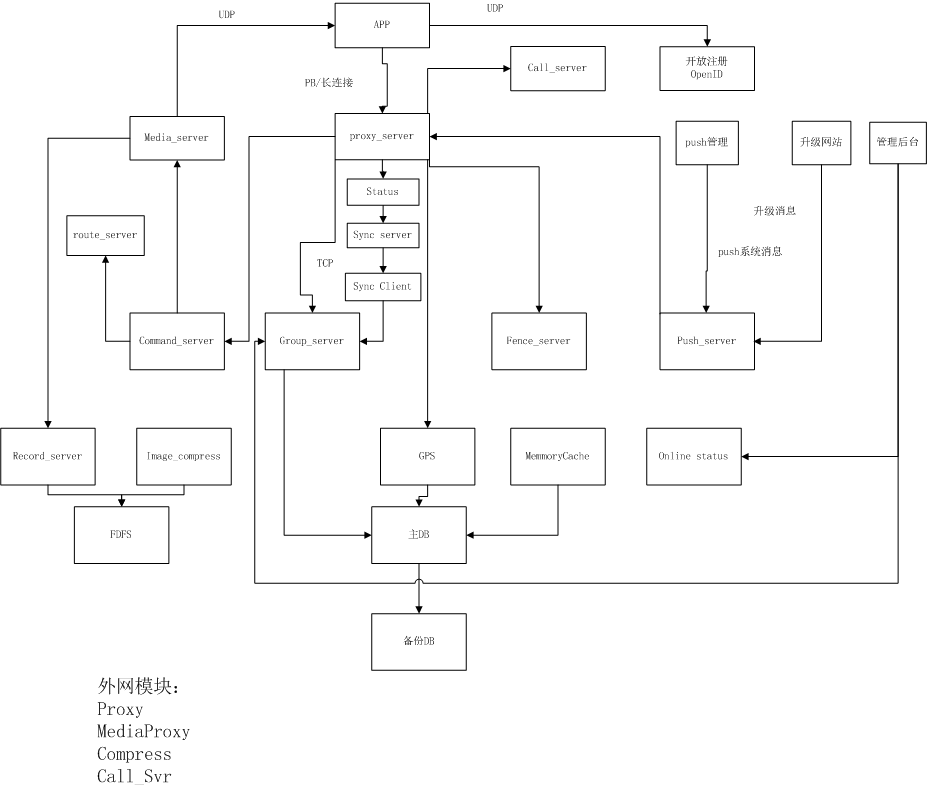 UDP
APP
UDP
开放注册
OpenID
Call_server
PB/长连接
Media_server
proxy_server
push管理
升级网站
管理后台
Status
升级消息
route_server
Sync server
push系统消息
TCP
Sync Client
Command_server
Group_server
Fence_server
Push_server
Record_server
Image_compress
GPS
MemmoryCache
Online status
FDFS
主DB
备份DB
外网模块：
Proxy
MediaProxy
Compress
Call_Svr